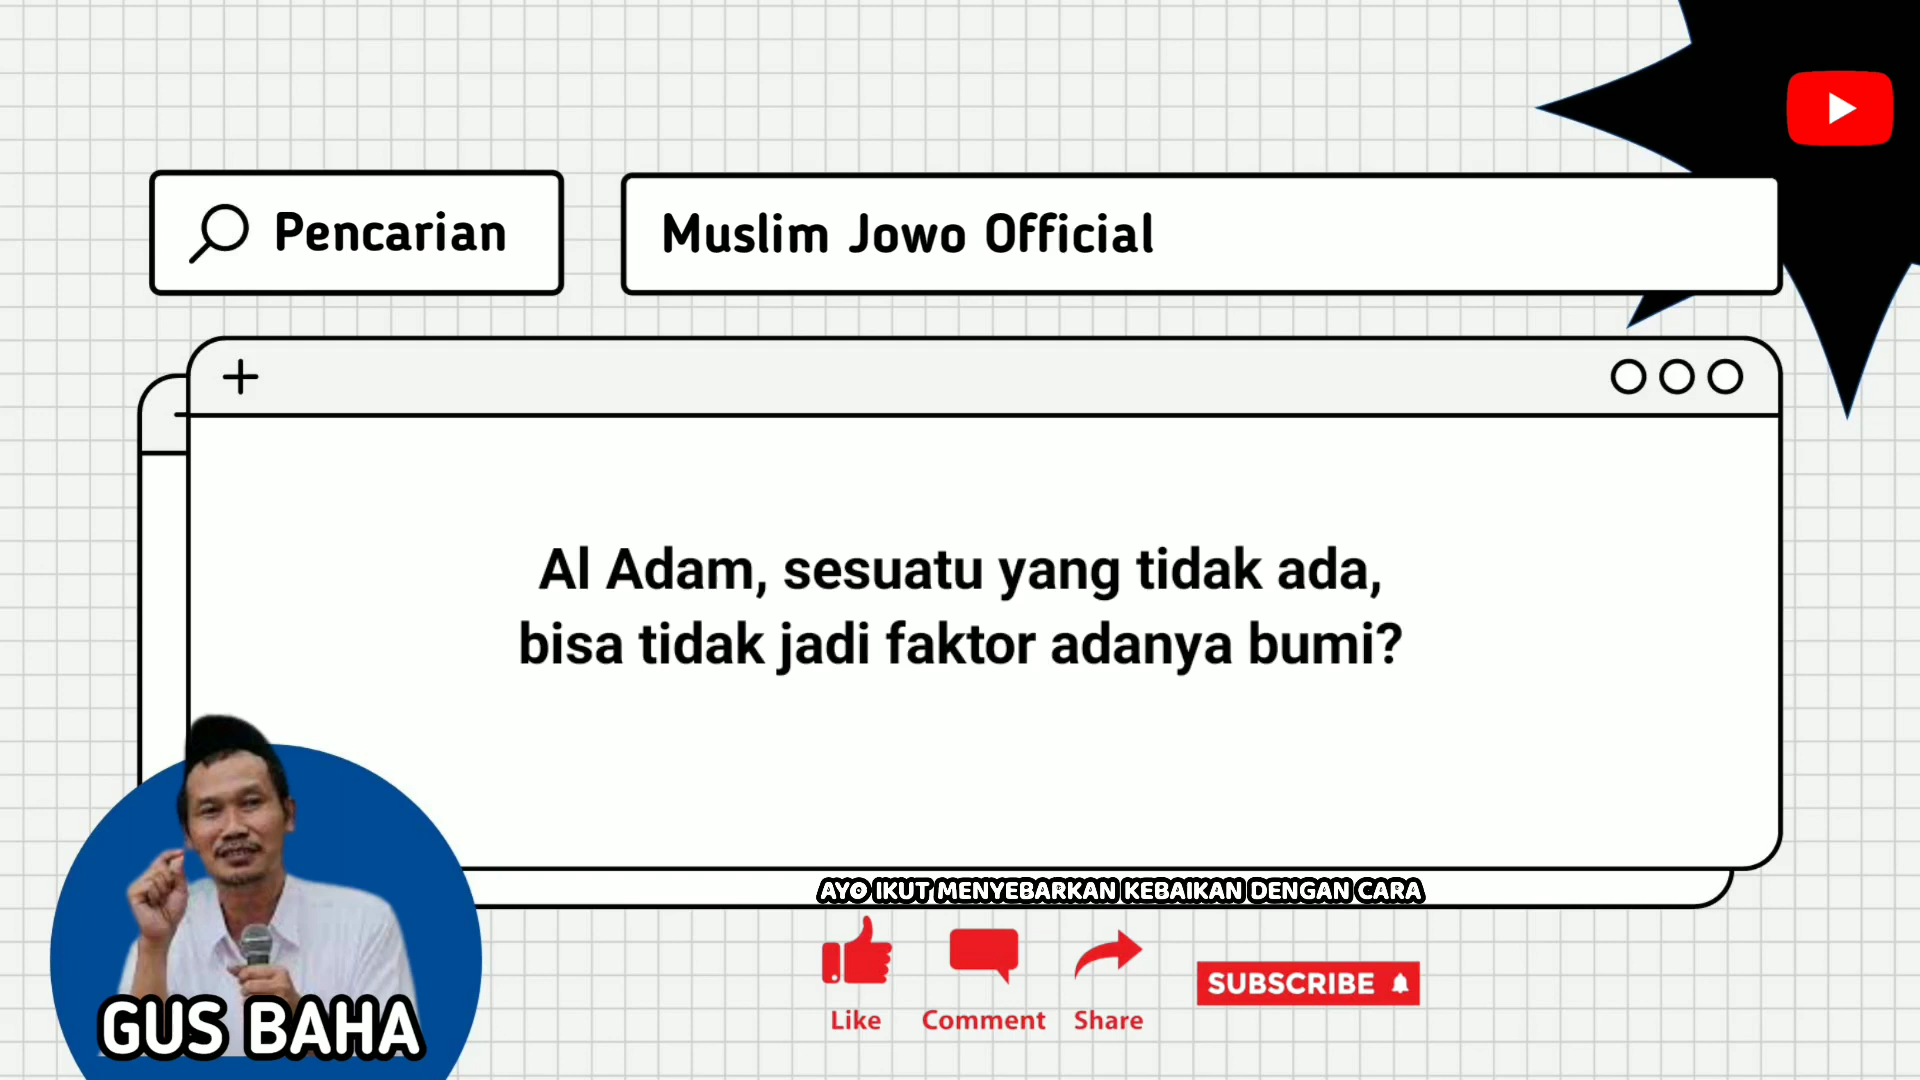 Pencarian
Muslim Jowo Official
Al Adam, sesuatu yang tidak ada,
bisa tidak jadi faktor adanya bumi?
AYO IKUT MENYEBARKAN KEBAIKAN DENGAN CARA
Like
Comment
Share
SUBSCRIBE
GUS BAHA